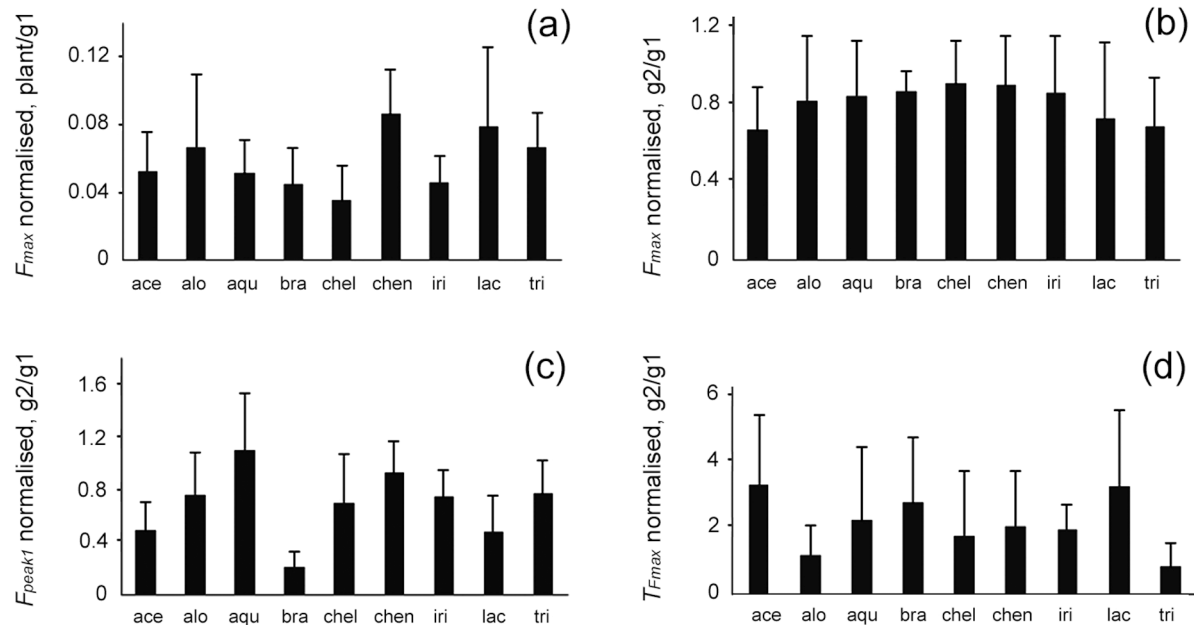 (a)
Fmax normalised, plant/g1
0.12
0.08
0.04
0
ace alo aqu bra chel chen iri lac tri
(b)
Fmax normalised, g2/g1
1.2
0.8
0.4
0
ace alo aqu bra chel chen iri lac tri
(c)
Fpeak1 normalised, g2/g1
1.6
1.2
0.8
0.4
0
ace alo aqu bra chel chen iri lac tri
(d)
TFmax normalised, g2/g1
6
4
2
0
ace alo aqu bra chel chen iri lac tri